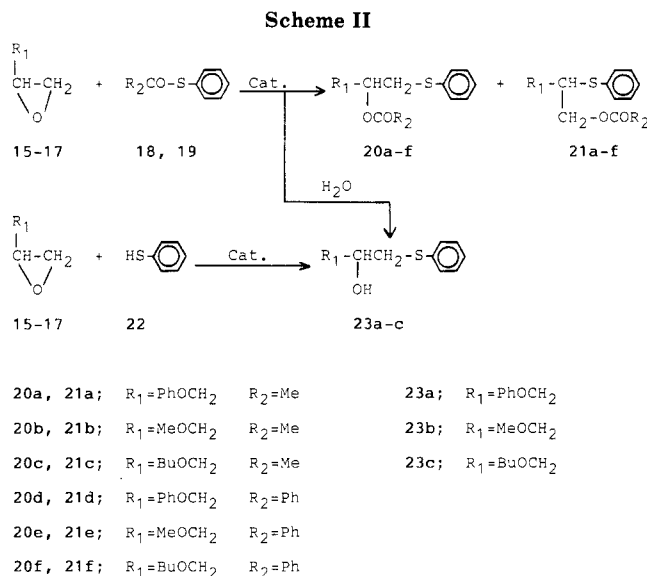 Scheme II
R₁ R₂CO-S Cat. R₁-CH-CH₂-S R₁-CH-S
CH-CH₂ + + 
O OCOR₂ CH₂-OCOR₂
15-17 18, 19 20a-f 21a-f
H₂O
R₁
CH-CH₂ + HS Cat. R₁-CH-CH₂-S
O OH
15-17 22 23a-c
20a, 21a; R₁=PhOCH₂ R₂=Me 23a; R₁=PhOCH₂
20b, 21b; R₁=MeOCH₂ R₂=Me 23b; R₁=MeOCH₂
20c, 21c; R₁=BuOCH₂ R₂=Me 23c; R₁=BuOCH₂
20d, 21d; R₁=PhOCH₂ R₂=Ph
20e, 21e; R₁=MeOCH₂ R₂=Ph
20f, 21f; R₁=BuOCH₂ R₂=Ph